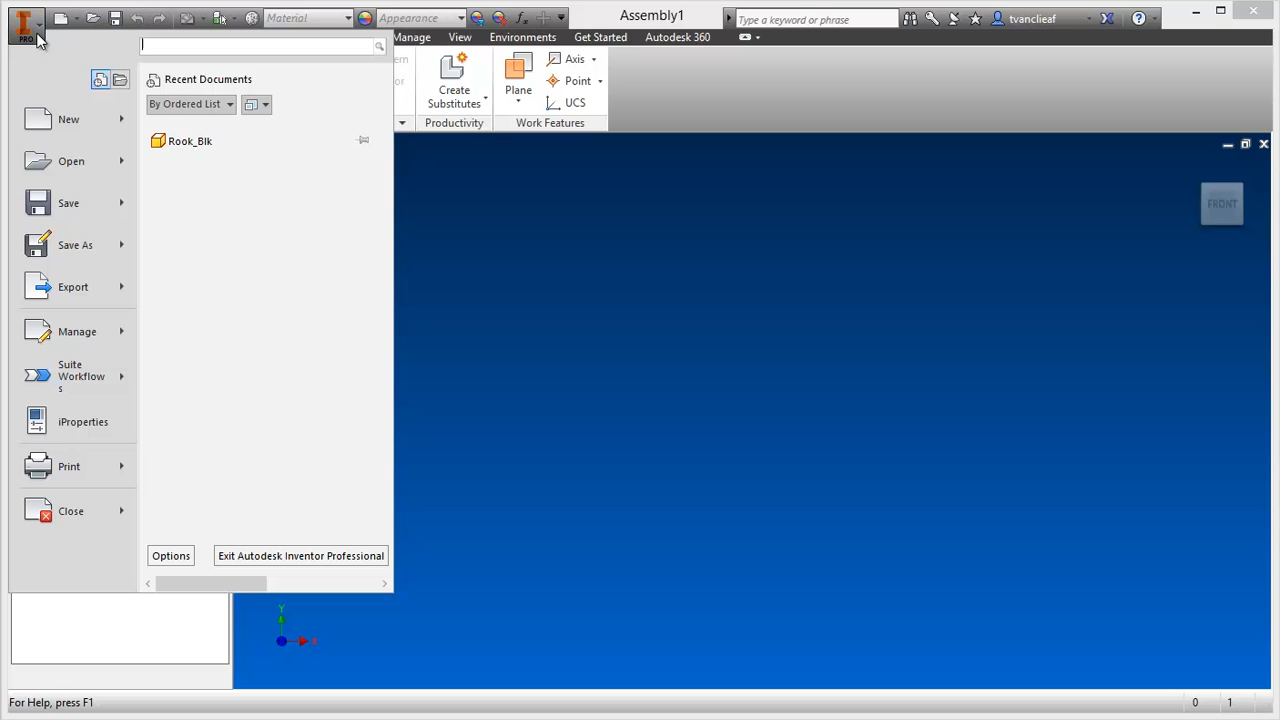 PRO
Material
Appearance
Assembly1
Type a keyword or phrase
tvanclieaf
Manage
View
Environments
Get Started
Autodesk 360
Recent Documents
By Ordered List
Rook_Blk
New
Open
Save
Save As
Export
Manage
Suite
Workflow
s
iProperties
Print
Close
Options
Exit Autodesk Inventor Professional
Create
Substitutes
Productivity
Plane
Axis
Point
UCS
Work Features
FRONT
Y
X
For Help, press F1
0
1